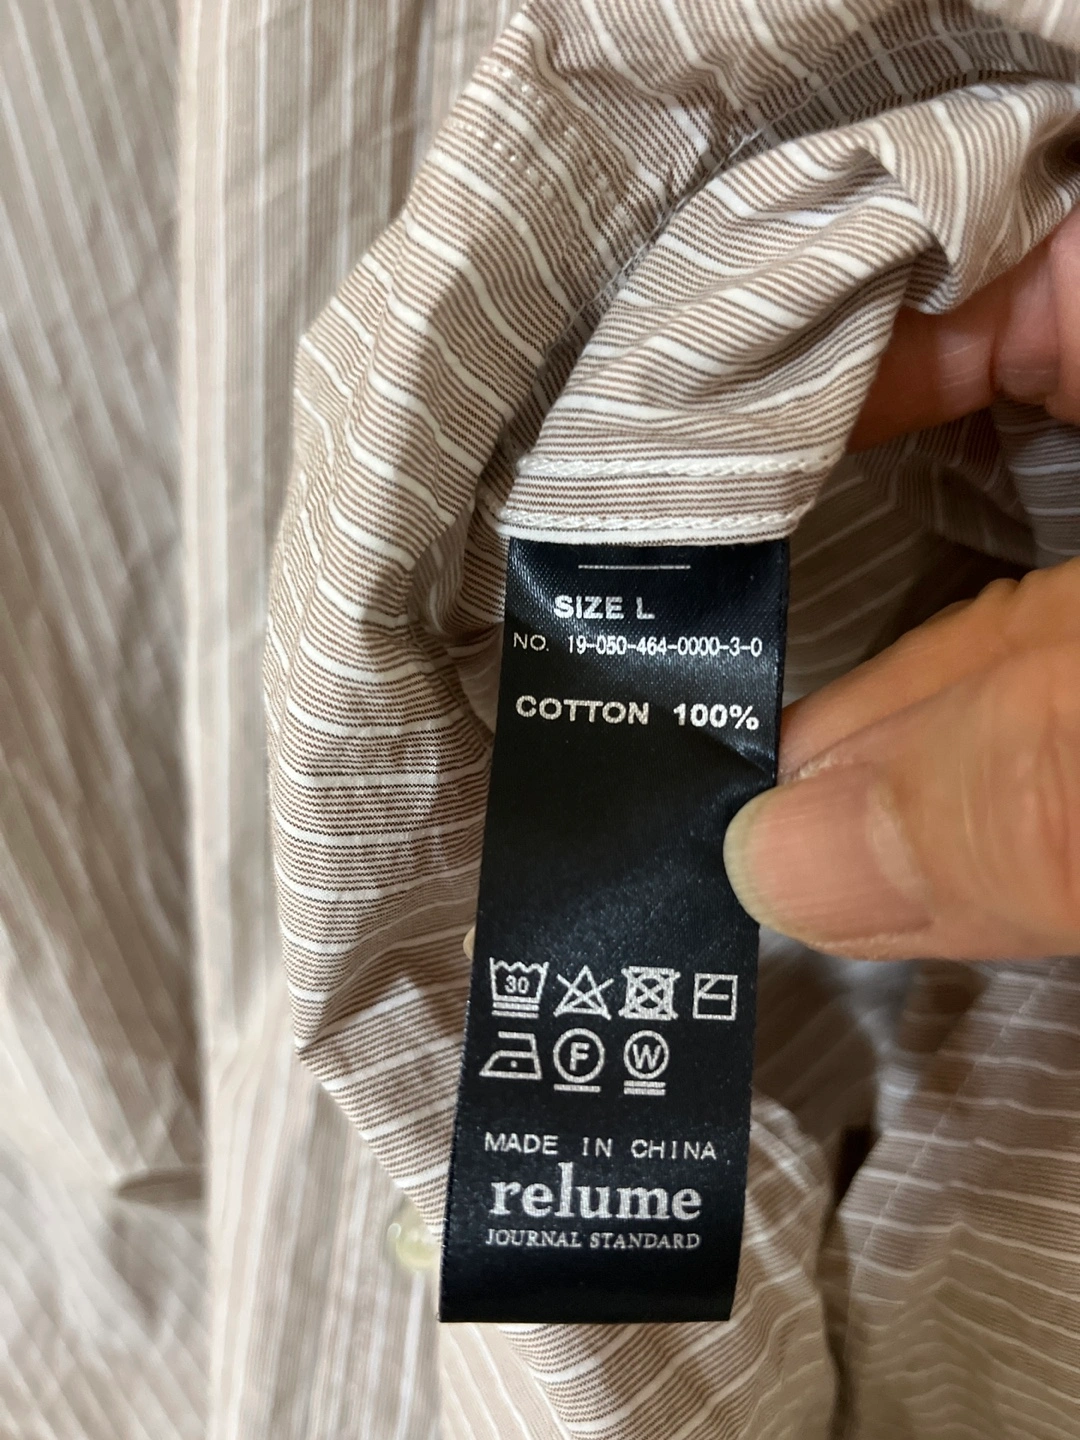 SIZE L
NO. 19-050-464-0000-3-0
COTTON 100%
30
F W
MADE IN CHINA
relume
JOURNAL STANDARD